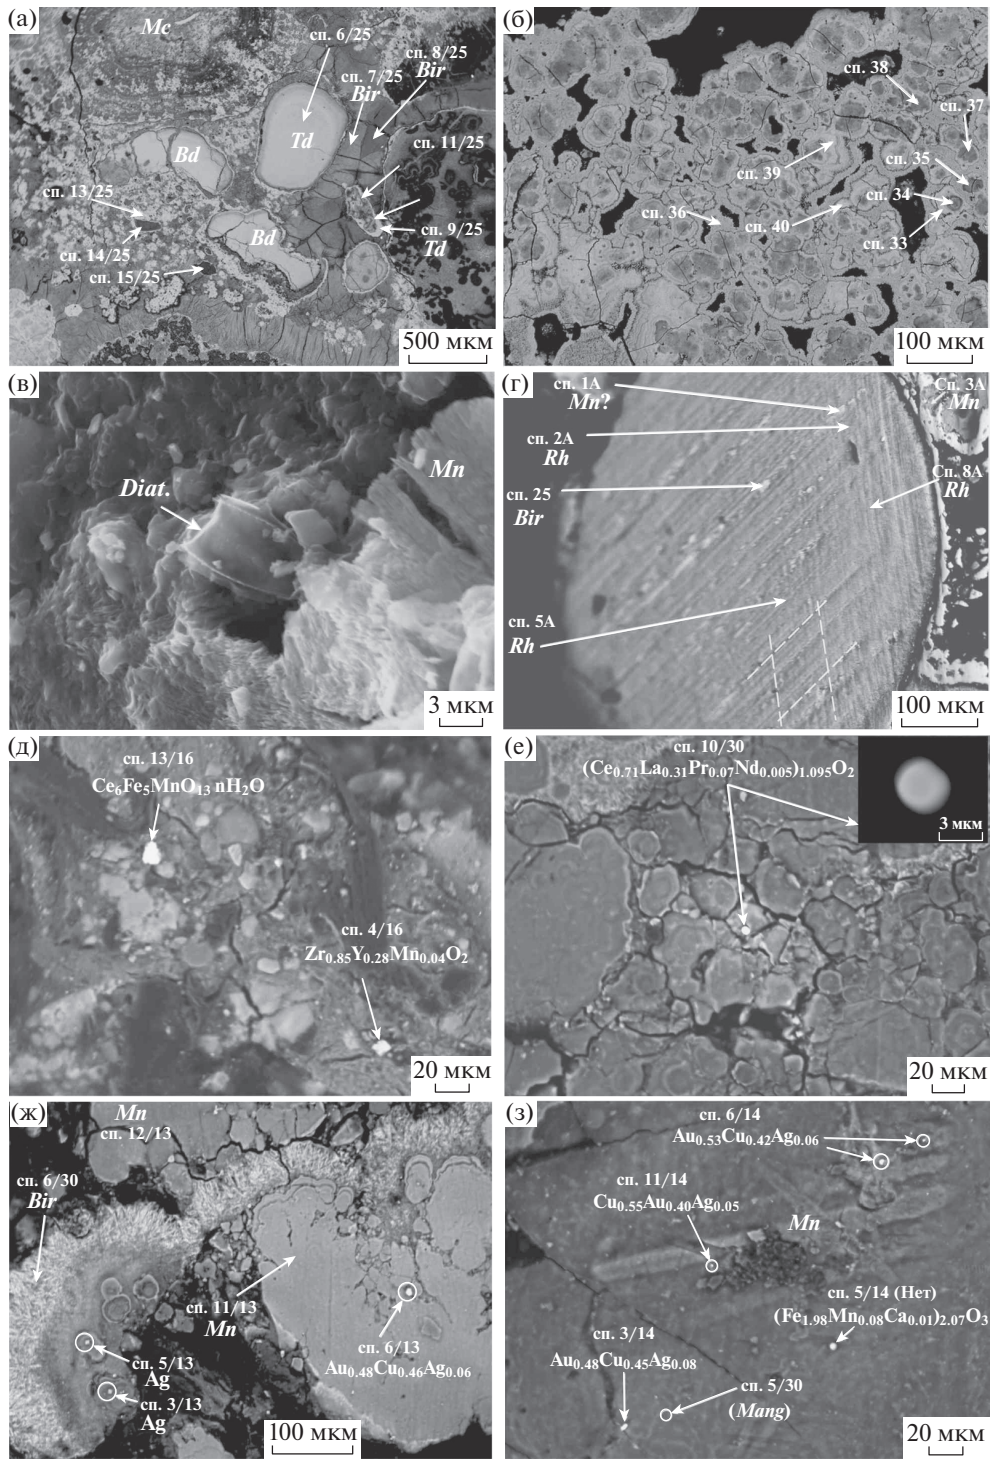 (а)
Mc
сп. 6/25
сп. 8/25
Bir
сп. 7/25
Bir
Td
сп. 11/25
Bd
сп. 13/25
Bd
сп. 9/25
Td
сп. 14/25
сп. 15/25
500 мкм
(б)
сп. 38
сп. 37
сп. 35
сп. 39
сп. 34
сп. 36
сп. 40
сп. 33
100 мкм
(в)
Mn
Diat.
3 мкм
(г)
сп. 1А
Mn?
Сп. 3А
Mn
сп. 2А
Rh
Сп. 8А
Rh
сп. 25
Bir
сп. 5А
Rh
100 мкм
(д)
сп. 13/16
Ce6Fe5MnO13 nH2O
сп. 4/16
Zr0.85Y0.28Mn0.04O2
20 мкм
(е)
сп. 10/30
(Ce0.71La0.31Pr0.07Nd0.005)1.095O2
3 мкм
20 мкм
(ж)
Mn
сп. 12/13
сп. 6/30
Bir
сп. 11/13
Mn
сп. 6/13
Au0.48Cu0.46Ag0.06
сп. 5/13
Ag
сп. 3/13
Ag
100 мкм
(з)
сп. 6/14
Au0.53Cu0.42Ag0.06
сп. 11/14
Cu0.55Au0.40Ag0.05
Mn
сп. 5/14 (Нет)
(Fe1.98Mn0.08Ca0.01)2.07O3
сп. 3/14
Au0.48Cu0.45Ag0.08
сп. 5/30
(Mang)
20 мкм